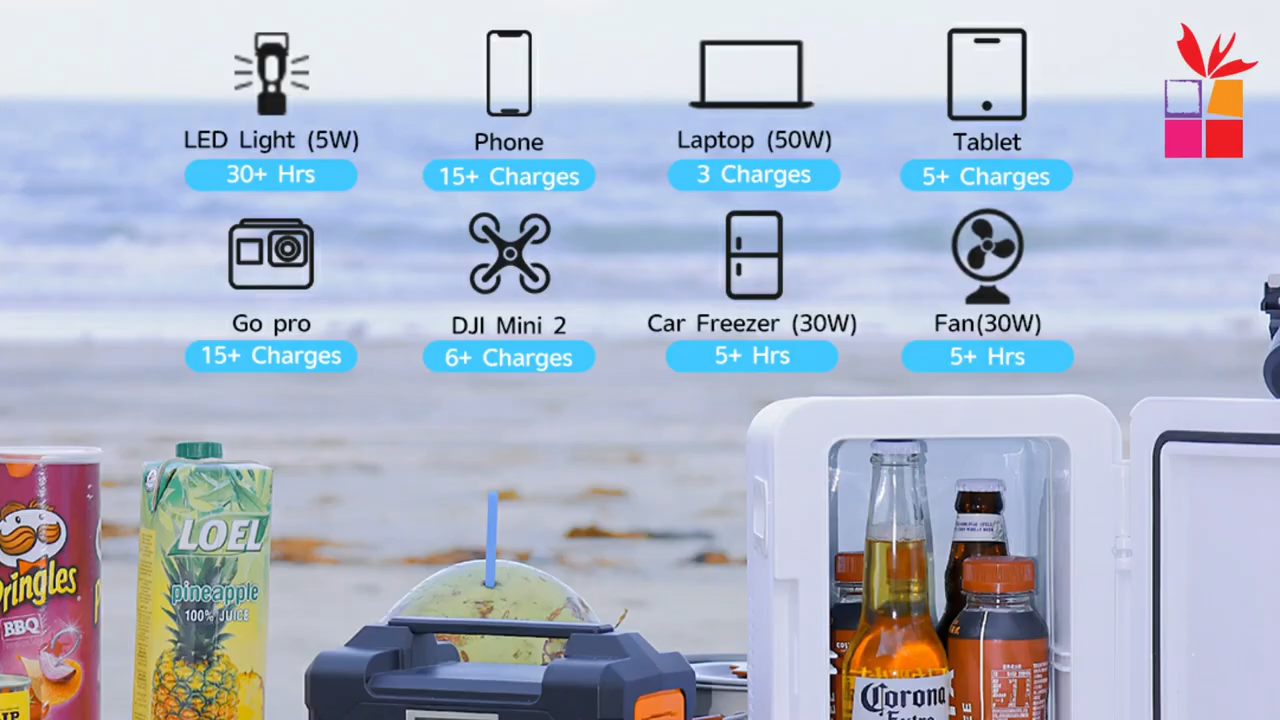 LED Light (5W)
Phone
Laptop (50W)
Tablet
30+ Hrs
15+ Charges
3 Charges
5+ Charges
Go pro
DJI Mini 2
Car Freezer (30W)
Fan(30W)
15+ Charges
6+ Charges
5+ Hrs
5+ Hrs
Pringles
BBQ
LOEL
pineapple
100% JUICE
Corona
Extra